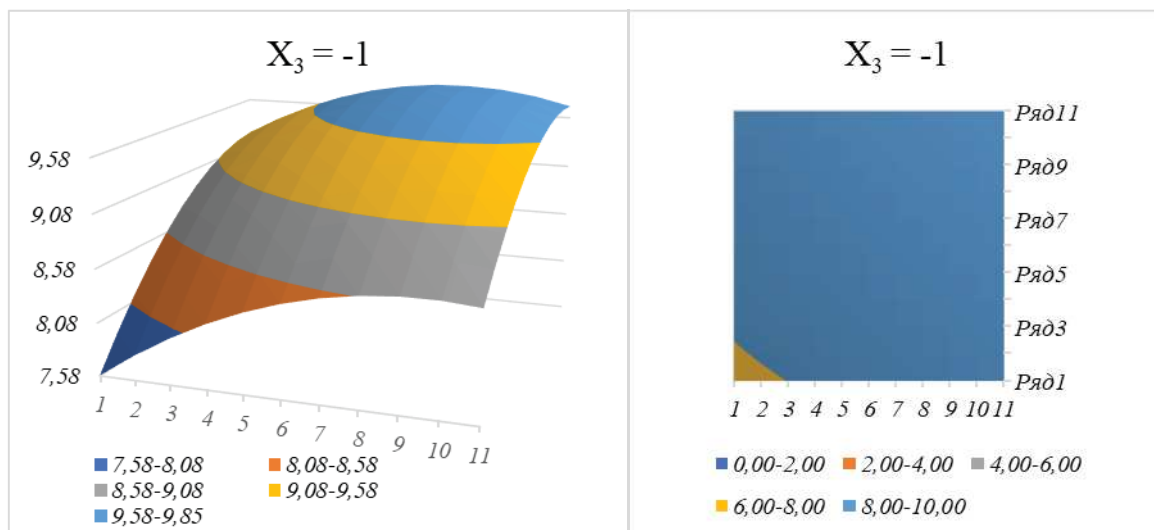 X₃ = -1
9,58
9,08
8,58
8,08
7,58
1 2 3 4 5 6 7 8 9 10 11
7,58-8,08 8,08-8,58
8,58-9,08 9,08-9,58
9,58-9,85
X₃ = -1
Ряд11
Ряд9
Ряд7
Ряд5
Ряд3
Ряд1
1 2 3 4 5 6 7 8 9 10 11
0,00-2,00 2,00-4,00 4,00-6,00
6,00-8,00 8,00-10,00